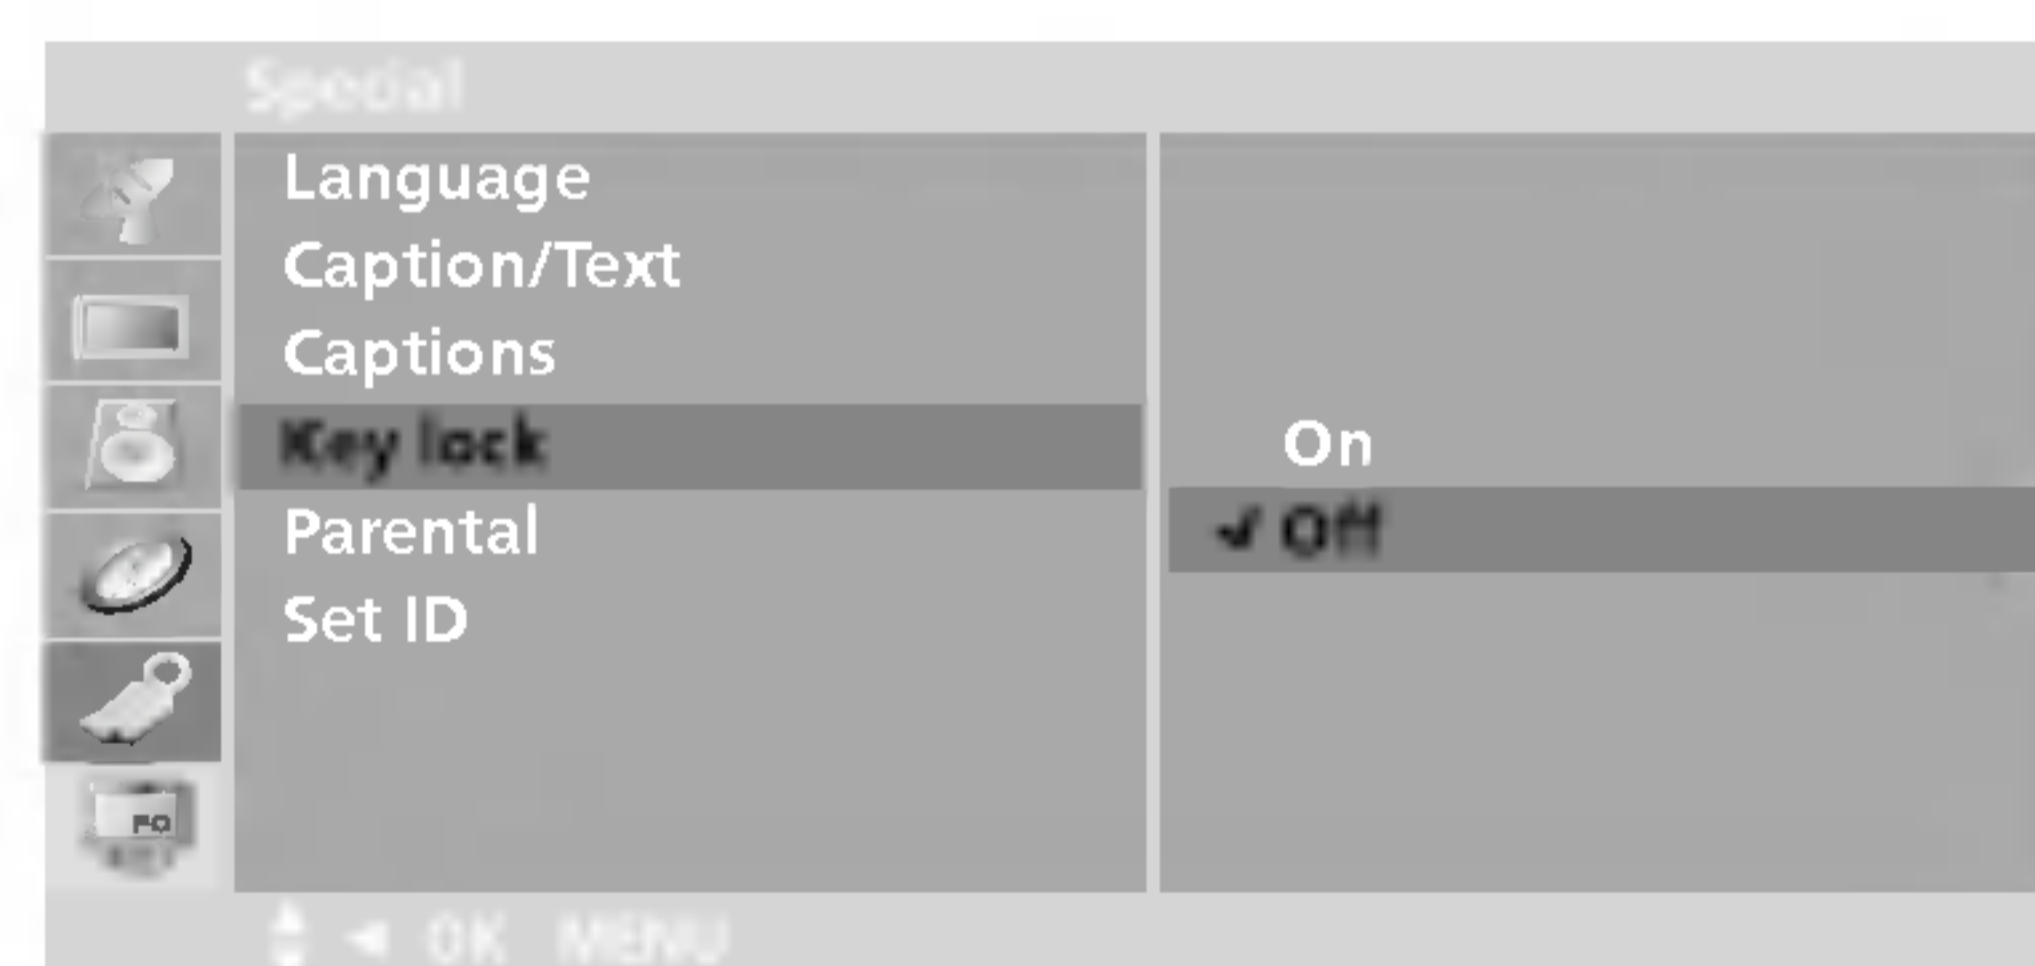 Special
Language
Caption/Text
Captions
Key lock
On
✓ Off
Parental
Set ID
▲▼ ◄ OK MENU